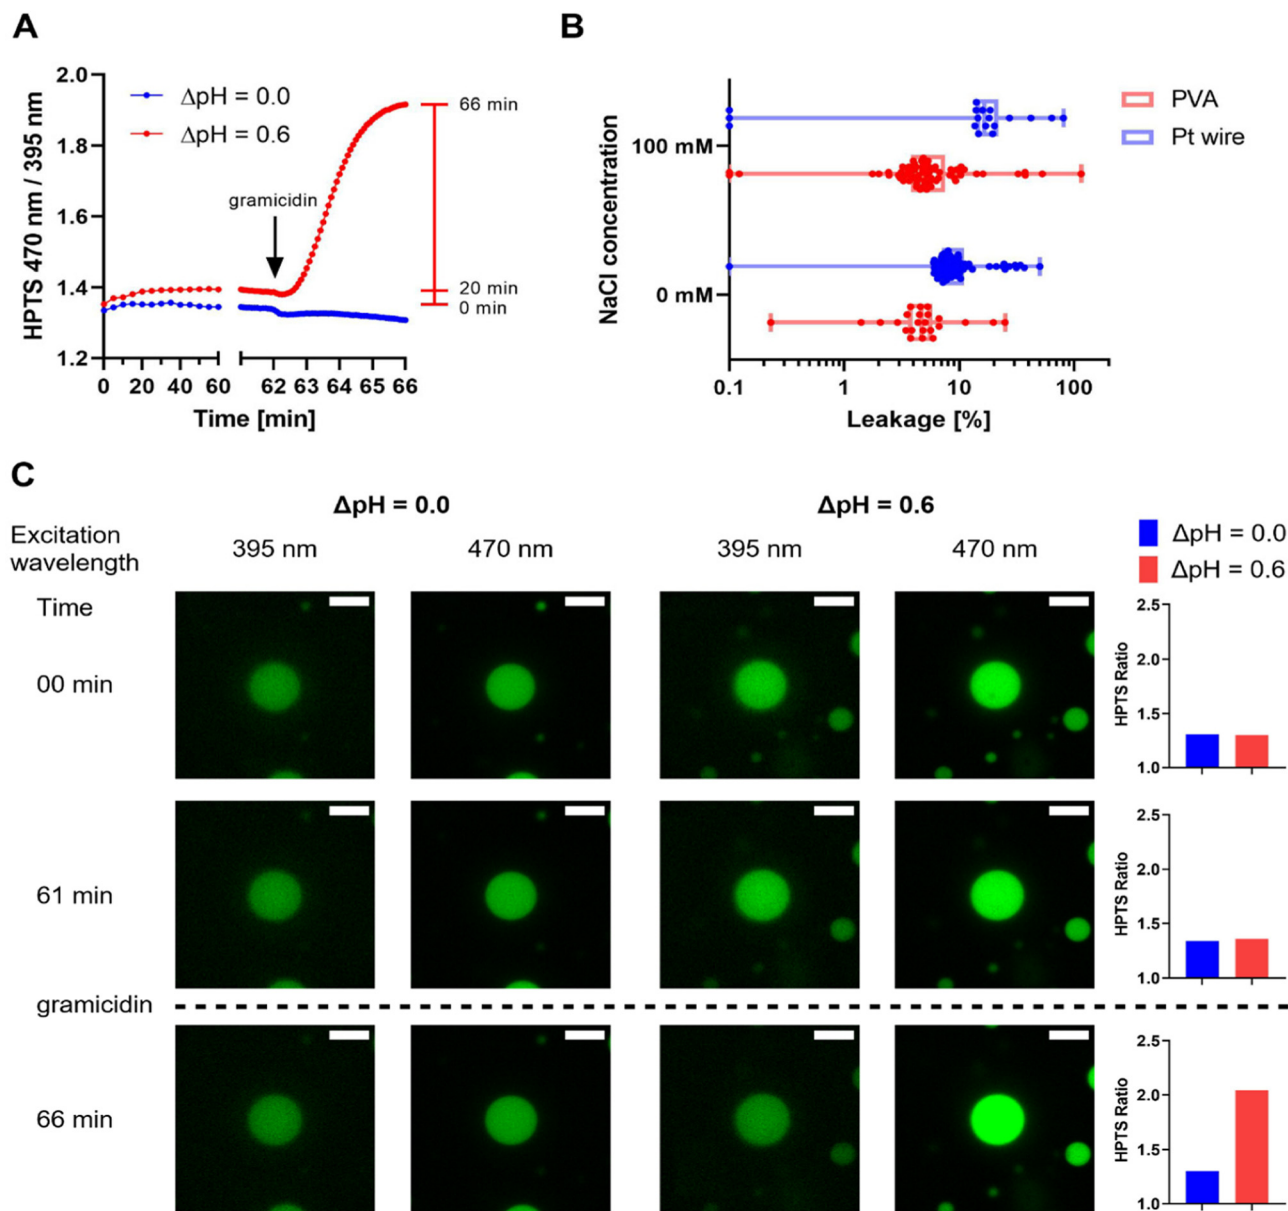 A
HPTS 470 nm / 395 nm
2.0
1.8
1.6
1.4
1.2
ΔpH = 0.0
ΔpH = 0.6
gramicidin
66 min
20 min
0 min
0 20 40 60 62 63 64 65 66
Time [min]
B
NaCl concentration
100 mM
0 mM
PVA
Pt wire
0.1 1 10 100
Leakage [%]
C
ΔpH = 0.0 ΔpH = 0.6
Excitation
wavelength
395 nm 470 nm 395 nm 470 nm
ΔpH = 0.0
ΔpH = 0.6
Time
00 min
HPTS Ratio
2.5
2.0
1.5
1.0
61 min
HPTS Ratio
2.5
2.0
1.5
1.0
gramicidin
66 min
HPTS Ratio
2.5
2.0
1.5
1.0